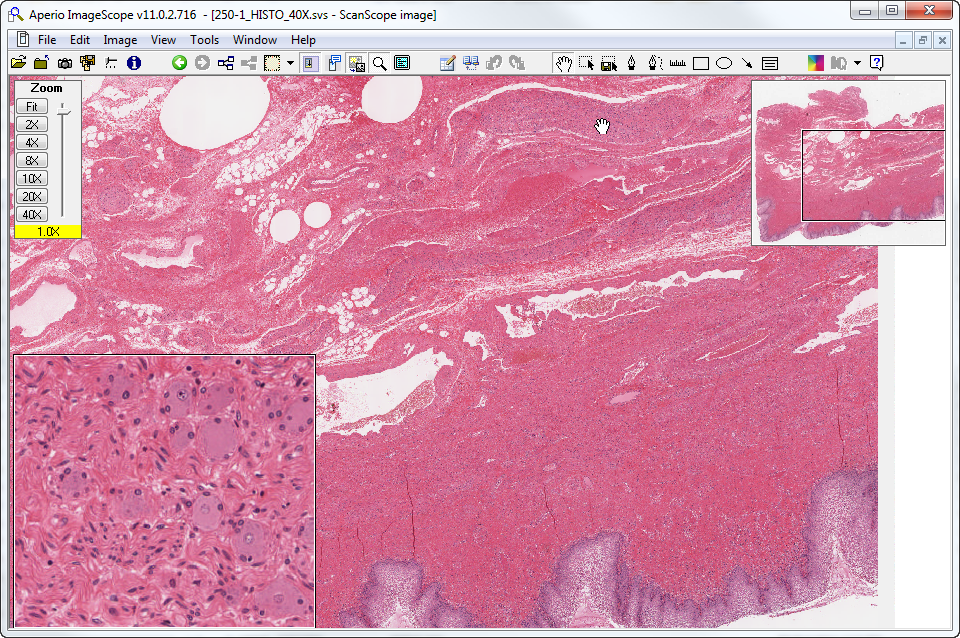 Aperio ImageScope v11.0.2.716 - [250-1_HISTO_40X.svs - ScanScope image]
File Edit Image View Tools Window Help
Zoom
Fit
2X
4X
8X
10X
20X
40X
1.0X